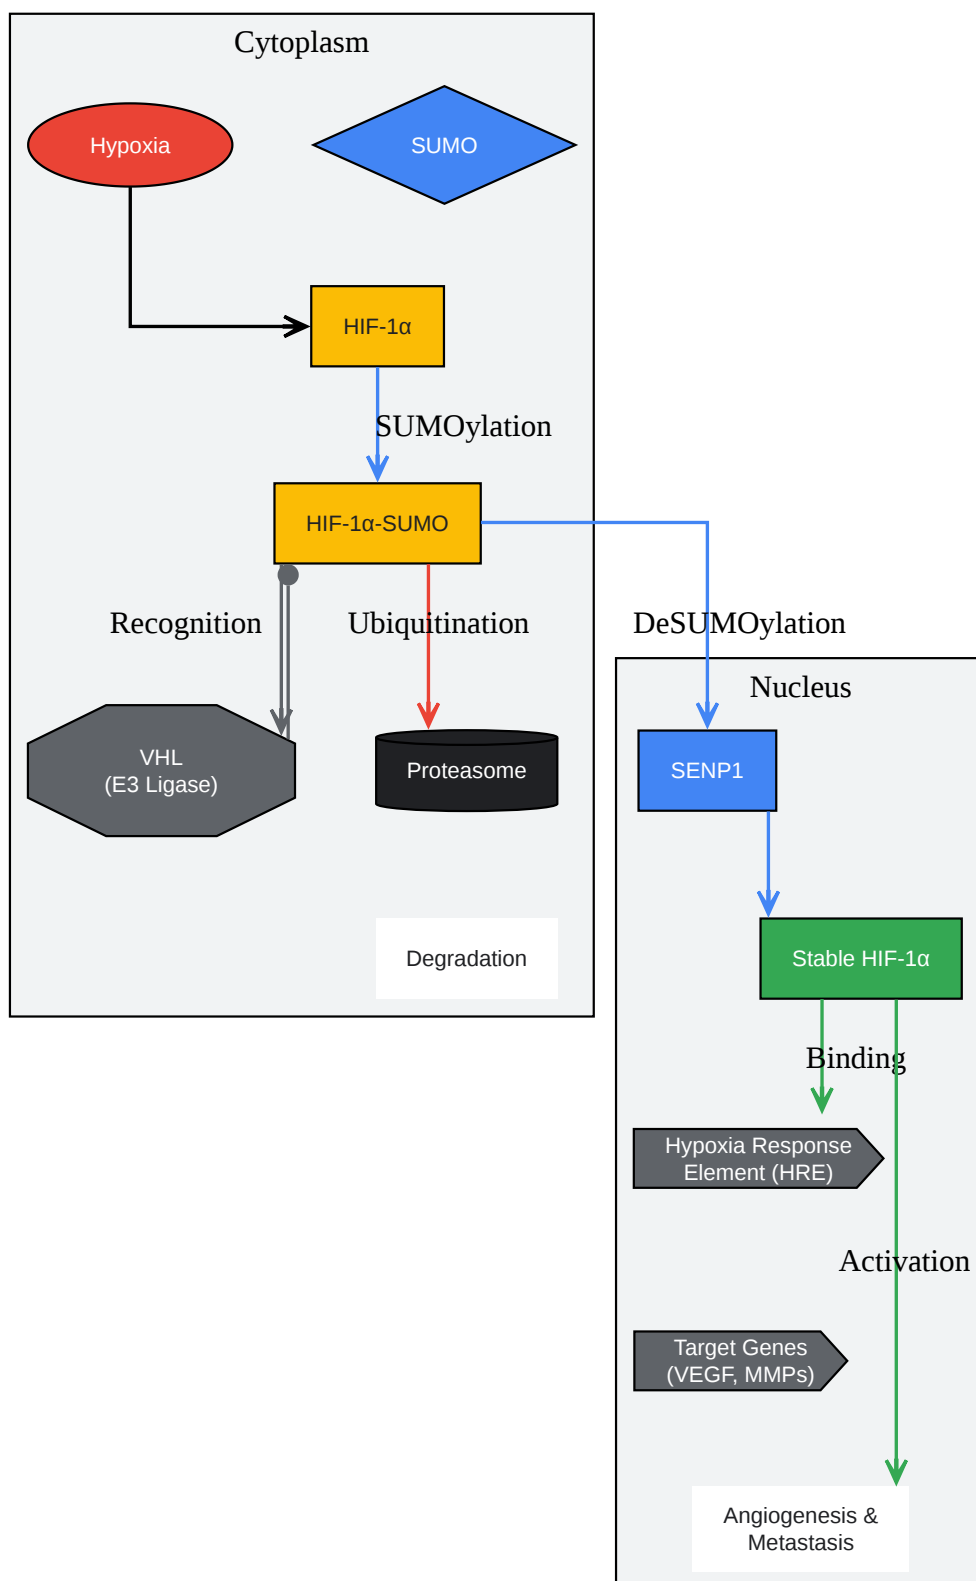 Cytoplasm
Hypoxia
SUMO
HIF-1α
SUMOylation
HIF-1α-SUMO
Recognition
Ubiquitination
DeSUMOylation
Nucleus
VHL
(E3 Ligase)
Proteasome
SENP1
Degradation
Stable HIF-1α
Binding
Hypoxia Response
Element (HRE)
Activation
Target Genes
(VEGF, MMPs)
Angiogenesis &
Metastasis